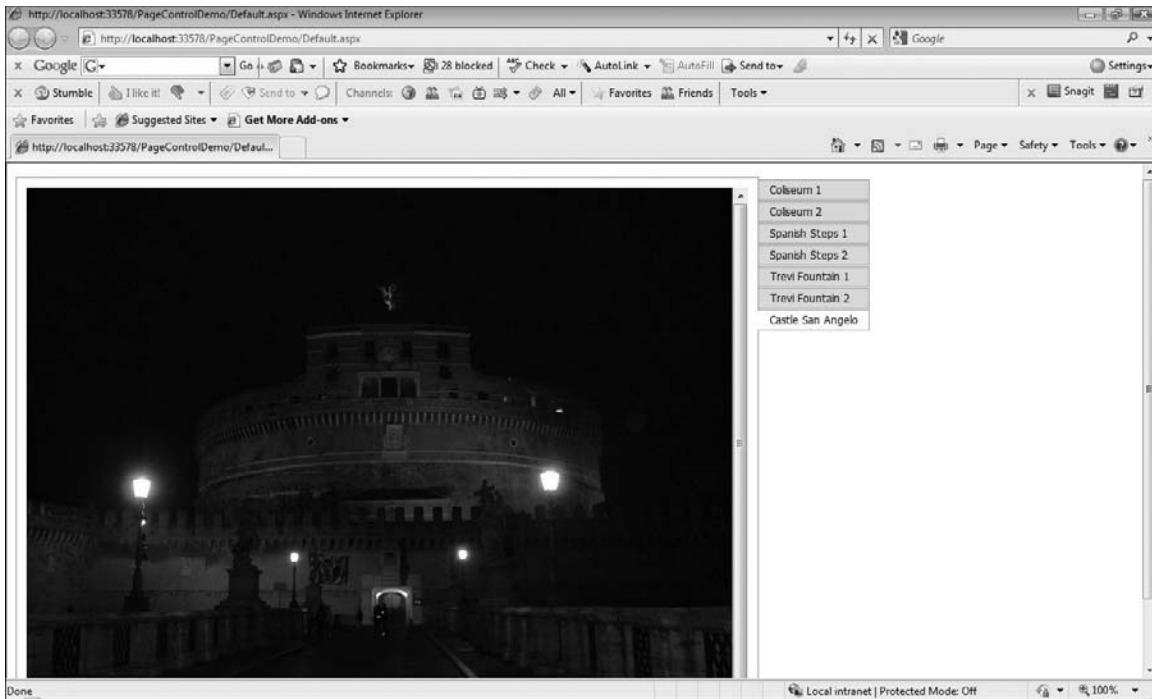 http://localhost:33578/PageControlDemo/Default.aspx - Windows Internet Explorer
http://localhost:33578/PageControlDemo/Default.aspx
Google
x Google G Go Bookmarks 28 blocked ABC Check AutoLink AutoFill Send to Settings
X Stumble I like it! Send to Channels: All Favorites Friends Tools x Snagit
Favorites Suggested Sites Get More Add-ons
http://localhost:33578/PageControlDemo/Defaul... Page Safety Tools
Coliseum 1
Coliseum 2
Spanish Steps 1
Spanish Steps 2
Trevi Fountain 1
Trevi Fountain 2
Castle San Angelo
Done Local intranet | Protected Mode: Off 100%